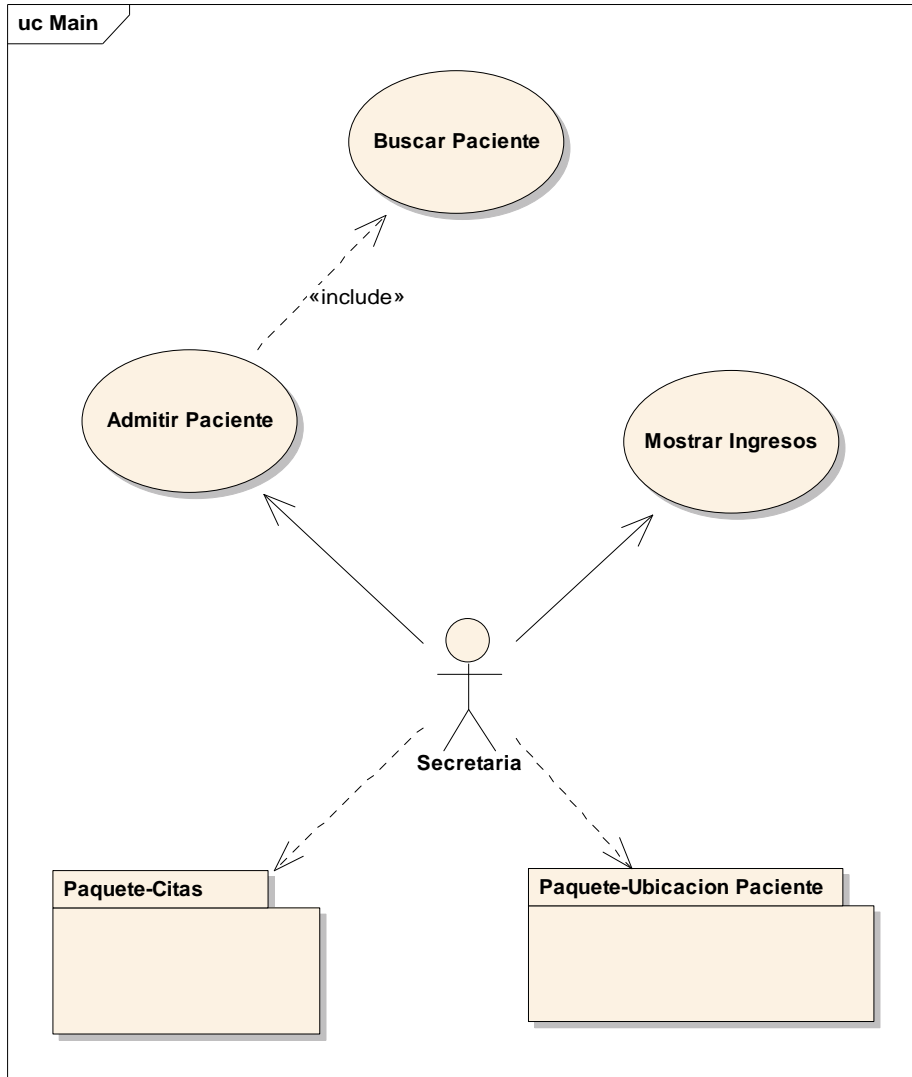 uc Main
Buscar Paciente
«include»
Admitir Paciente
Mostrar Ingresos
Secretaria
Paquete-Citas
Paquete-Ubicacion Paciente